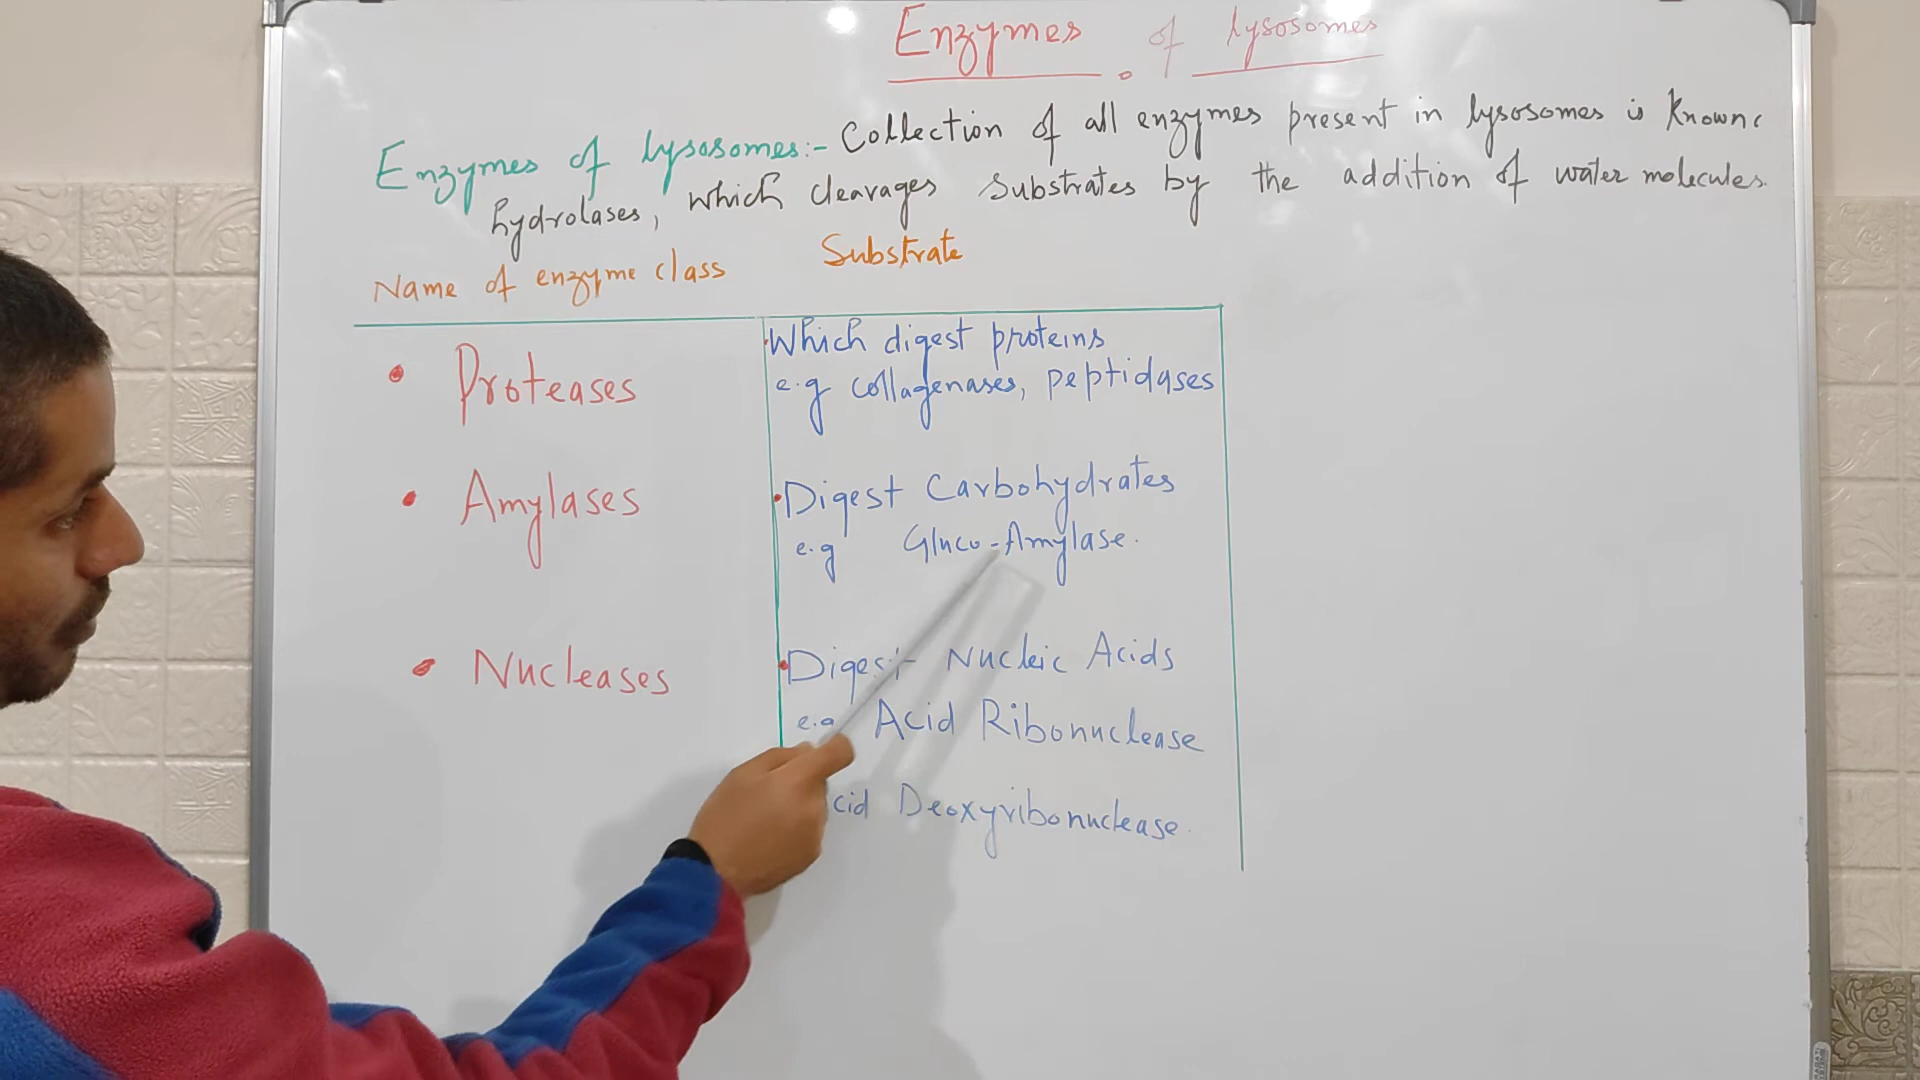 Enzymes of lysosomes
Enzymes of lysosomes:- Collection of all enzymes present in lysosomes is known
hydrolases, which cleavages substrates by the addition of water molecules.
Name of enzyme class Substrate
• Proteases
• Which digest proteins
e.g collagenases, peptidases
• Amylases
• Digest Carbohydrates
e.g Gluco-Amylase.
• Nucleases
• Digest Nucleic Acids
e.g Acid Ribonuclease
cid Deoxyribonuclease.